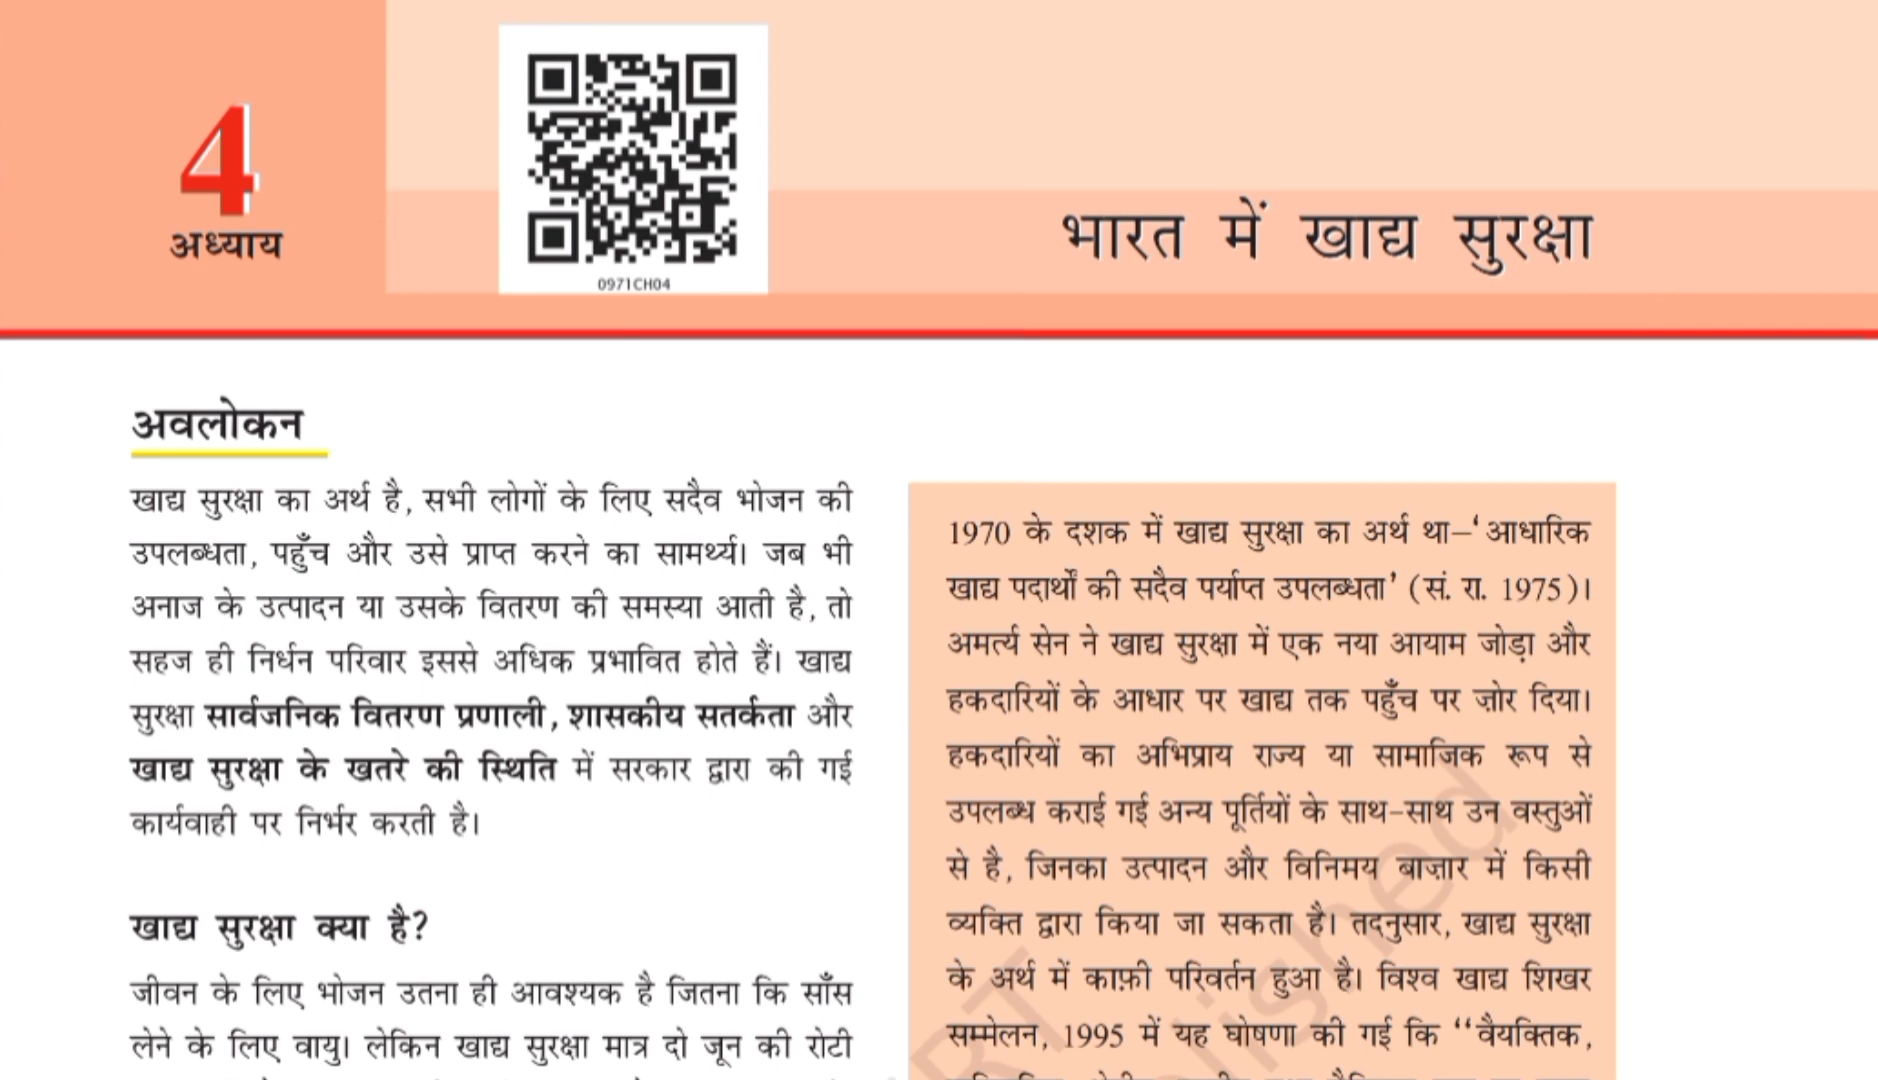 4
अध्याय
0971CH04
भारत में खाद्य सुरक्षा
अवलोकन
खाद्य सुरक्षा का अर्थ है, सभी लोगों के लिए सदैव भोजन की
उपलब्धता, पहुँच और उसे प्राप्त करने का सामर्थ्य। जब भी
अनाज के उत्पादन या उसके वितरण की समस्या आती है, तो
सहज ही निर्धन परिवार इससे अधिक प्रभावित होते हैं। खाद्य
सुरक्षा सार्वजनिक वितरण प्रणाली, शासकीय सतर्कता और
खाद्य सुरक्षा के खतरे की स्थिति में सरकार द्वारा की गई
कार्यवाही पर निर्भर करती है।
खाद्य सुरक्षा क्या है?
जीवन के लिए भोजन उतना ही आवश्यक है जितना कि साँस
लेने के लिए वायु। लेकिन खाद्य सुरक्षा मात्र दो जून की रोटी
1970 के दशक में खाद्य सुरक्षा का अर्थ था–‘आधारिक
खाद्य पदार्थों की सदैव पर्याप्त उपलब्धता’ (सं. रा. 1975)।
अमर्त्य सेन ने खाद्य सुरक्षा में एक नया आयाम जोड़ा और
हकदारियों के आधार पर खाद्य तक पहुँच पर ज़ोर दिया।
हकदारियों का अभिप्राय राज्य या सामाजिक रूप से
उपलब्ध कराई गई अन्य पूर्तियों के साथ-साथ उन वस्तुओं
से है, जिनका उत्पादन और विनिमय बाज़ार में किसी
व्यक्ति द्वारा किया जा सकता है। तदनुसार, खाद्य सुरक्षा
के अर्थ में काफ़ी परिवर्तन हुआ है। विश्व खाद्य शिखर
सम्मेलन, 1995 में यह घोषणा की गई कि “वैयक्तिक,